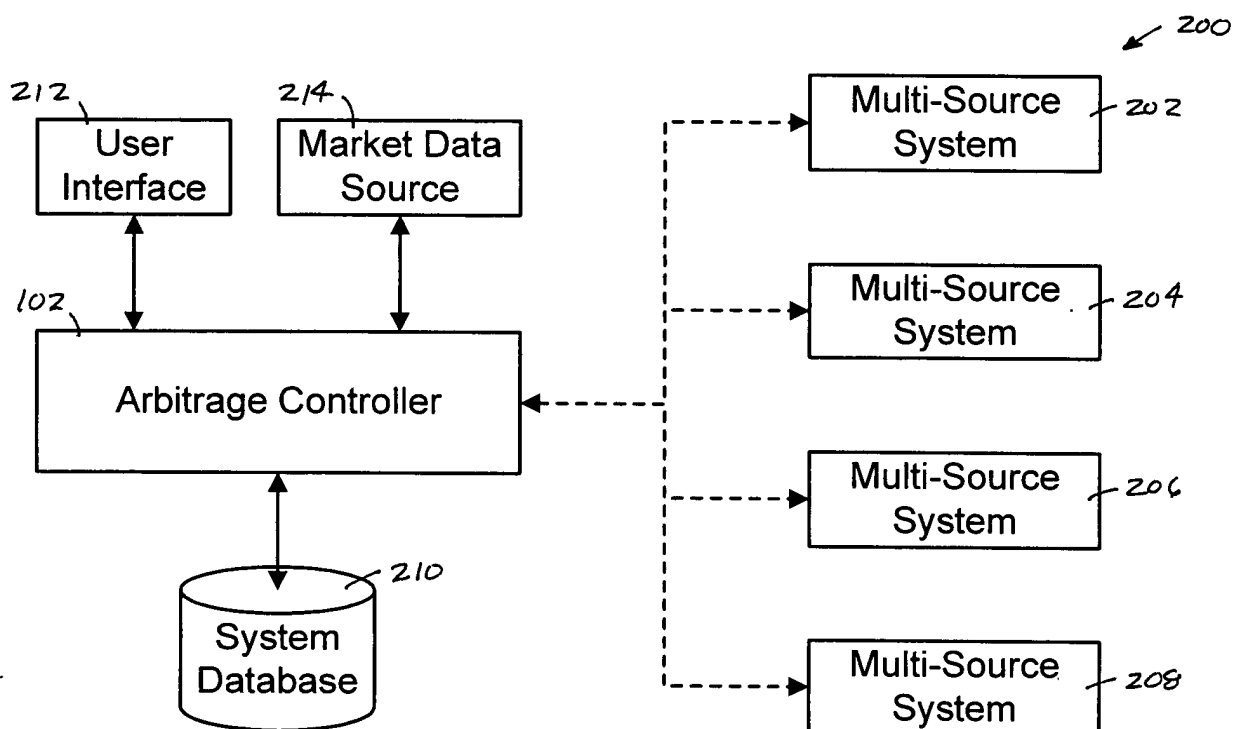 200
212
User
Interface
214
Market Data
Source
Multi-Source
System
202
102
Arbitrage Controller
Multi-Source
System
204
Multi-Source
System
206
210
System
Database
Multi-Source
System
208